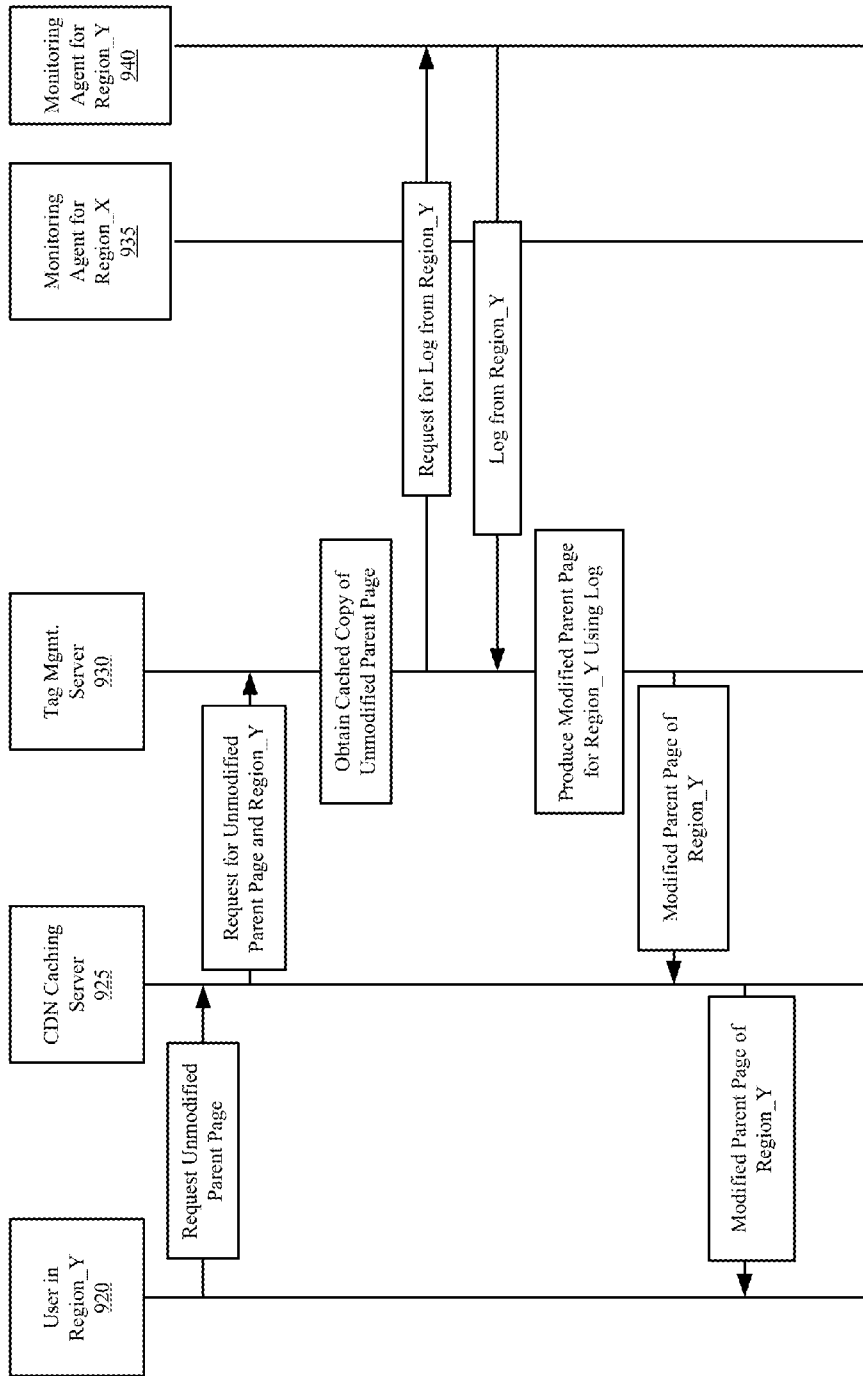 User in
Region_Y
920
CDN Caching
Server
925
Tag Mgmt.
Server
930
Monitoring
Agent for
Region_X
935
Monitoring
Agent for
Region_Y
940
Request Unmodified
Parent Page
Request for Unmodified
Parent Page and Region_Y
Obtain Cached Copy of
Unmodified Parent Page
Request for Log from Region_Y
Log from Region_Y
Produce Modified Parent Page
for Region_Y Using Log
Modified Parent Page of
Region_Y
Modified Parent Page of
Region_Y